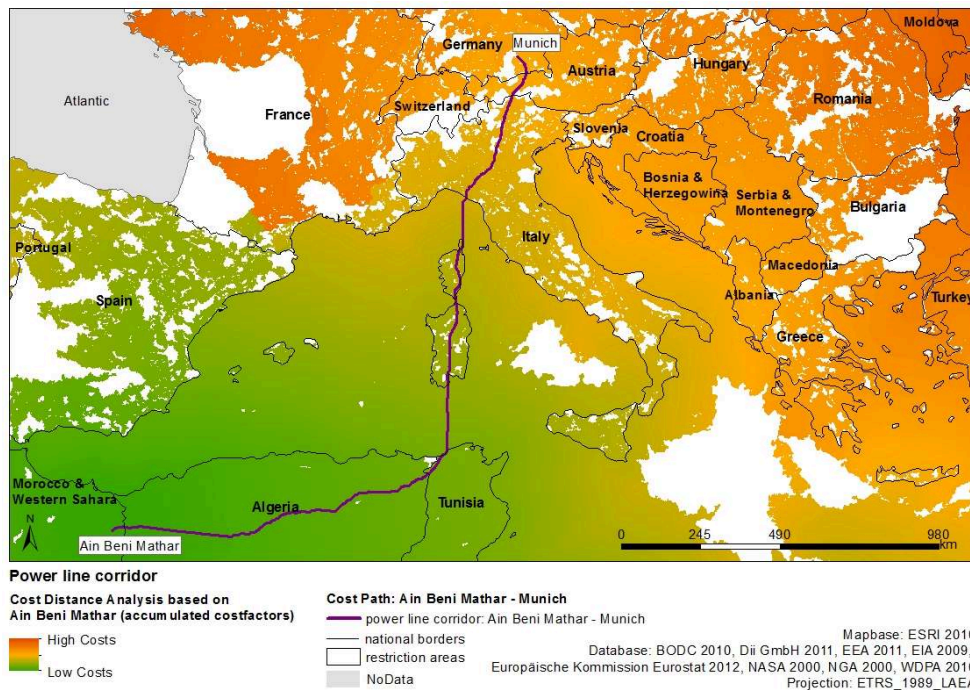 Moldova
Germany
Munich
Austria
Hungary
Atlantic
Switzerland
Romania
France
Slovenia
Croatia
Bosnia &
Herzegowina
Serbia &
Montenegro
Bulgaria
Portugal
Italy
Macedonia
Spain
Albania
Turkey
Greece
Morocco &
Western Sahara
Algeria
Tunisia
N
Ain Beni Mathar
0 245 490 980
km
Power line corridor
Cost Distance Analysis based on
Ain Beni Mathar (accumulated costfactors)
High Costs
Low Costs
Cost Path: Ain Beni Mathar - Munich
power line corridor: Ain Beni Mathar - Munich
national borders
restriction areas
NoData
Mapbase: ESRI 2010
Database: BODC 2010, Dii GmbH 2011, EEA 2011, EIA 2009,
Europäische Kommission Eurostat 2012, NASA 2000, NGA 2000, WDPA 2010
Projection: ETRS_1989_LAEA